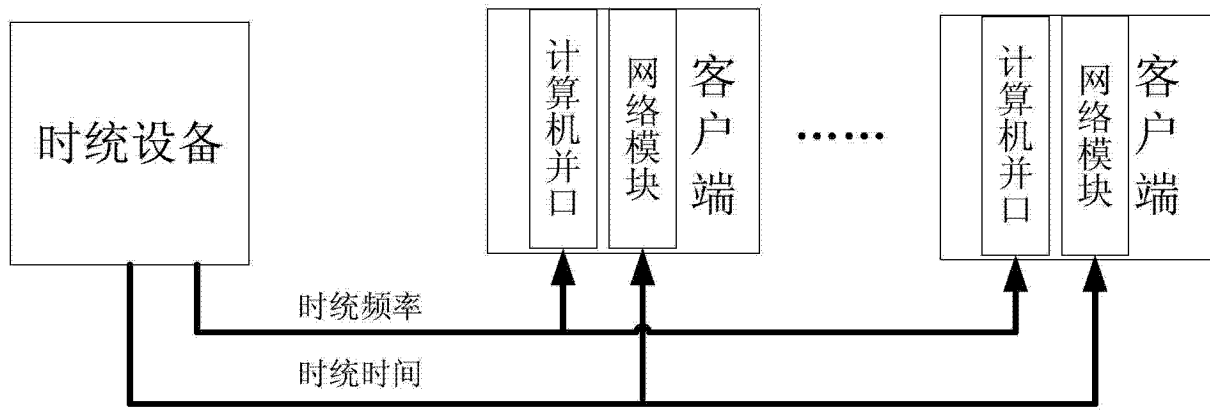 时统设备
计算机并口
网络模块
客户端
……
计算机并口
网络模块
客户端
时统频率
时统时间